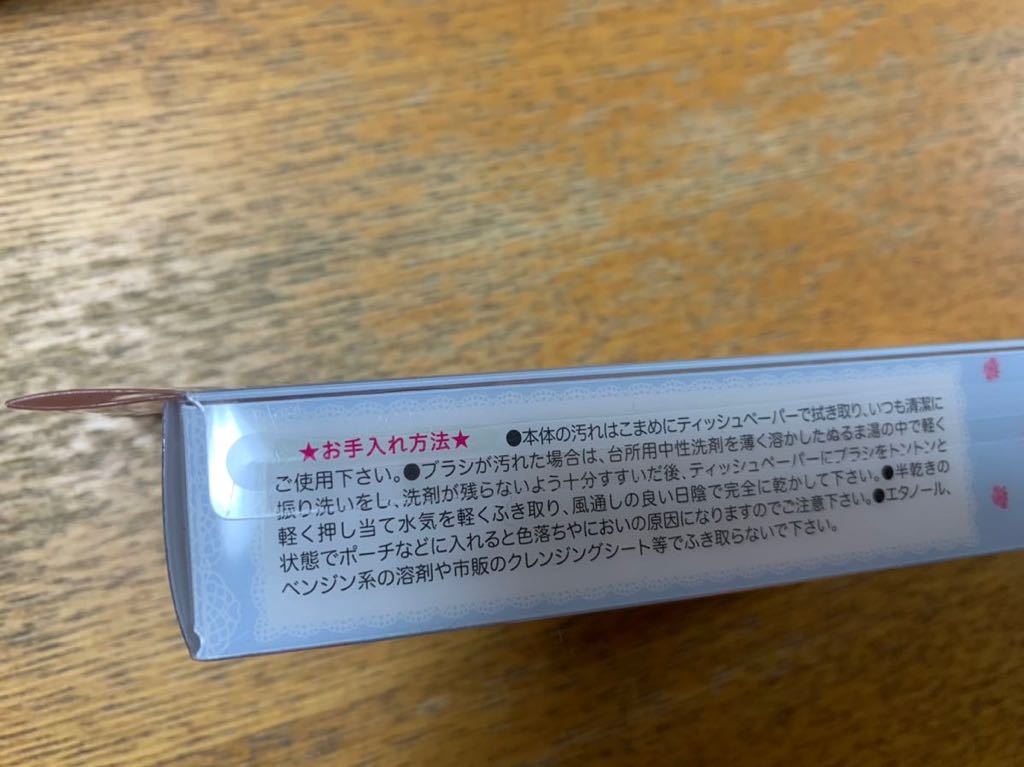 ★お手入れ方法★ ●本体の汚れはこまめにティッシュペーパーで拭き取り、いつも清潔に
ご使用下さい。●ブラシが汚れた場合は、台所用中性洗剤を薄く溶かしたぬるま湯の中で軽く
振り洗いをし、洗剤が残らないよう十分すすいだ後、ティッシュペーパーにブラシをトントンと
軽く押し当て水気を軽くふき取り、風通しの良い日陰で完全に乾かして下さい。●半乾きの
状態でポーチなどに入れると色落ちやにおいの原因になりますのでご注意下さい。●エタノール、
ベンジン系の溶剤や市販のクレンジングシート等でふき取らないで下さい。